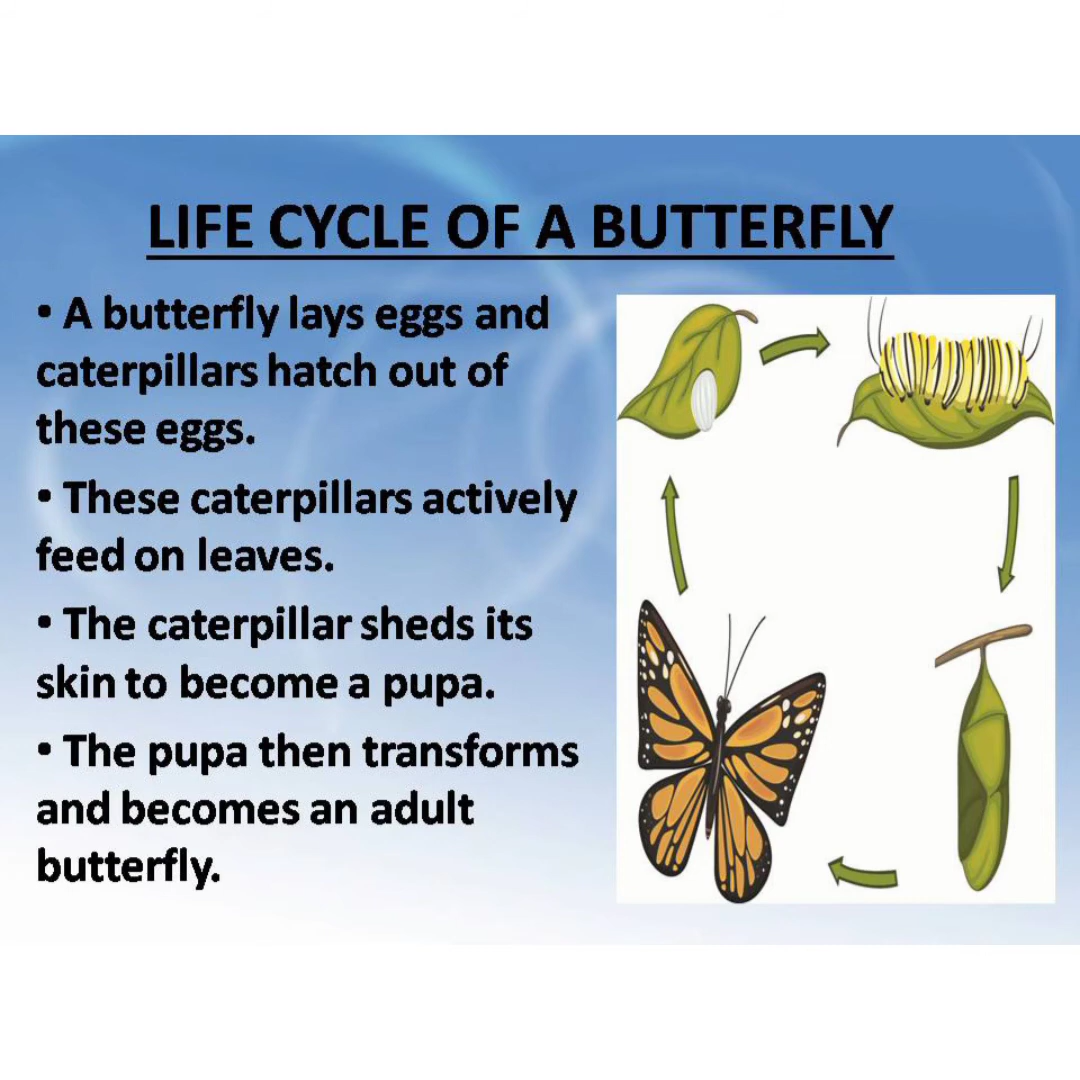 LIFE CYCLE OF A BUTTERFLY
• A butterfly lays eggs and
caterpillars hatch out of
these eggs.
• These caterpillars actively
feed on leaves.
• The caterpillar sheds its
skin to become a pupa.
• The pupa then transforms
and becomes an adult
butterfly.